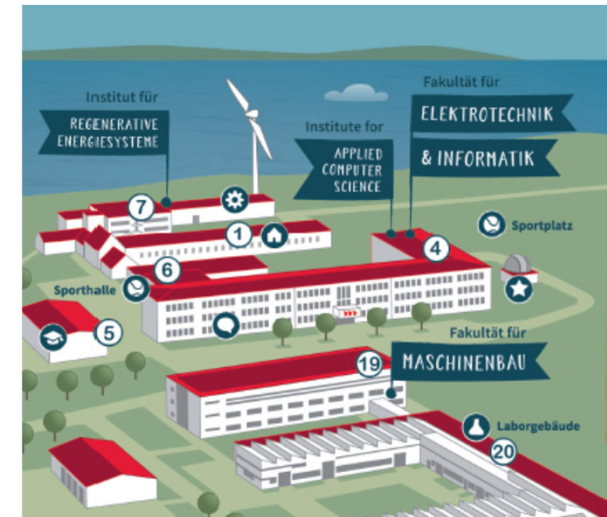 Institut für
REGENERATIVE
ENERGIESYSTEME
Institute for
APPLIED
COMPUTER
SCIENCE
Fakultät für
ELEKTROTECHNIK
& INFORMATIK
7
1
4
Sportplatz
6
Sporthalle
5
19
Fakultät für
MASCHINENBAU
Laborgebäude
20